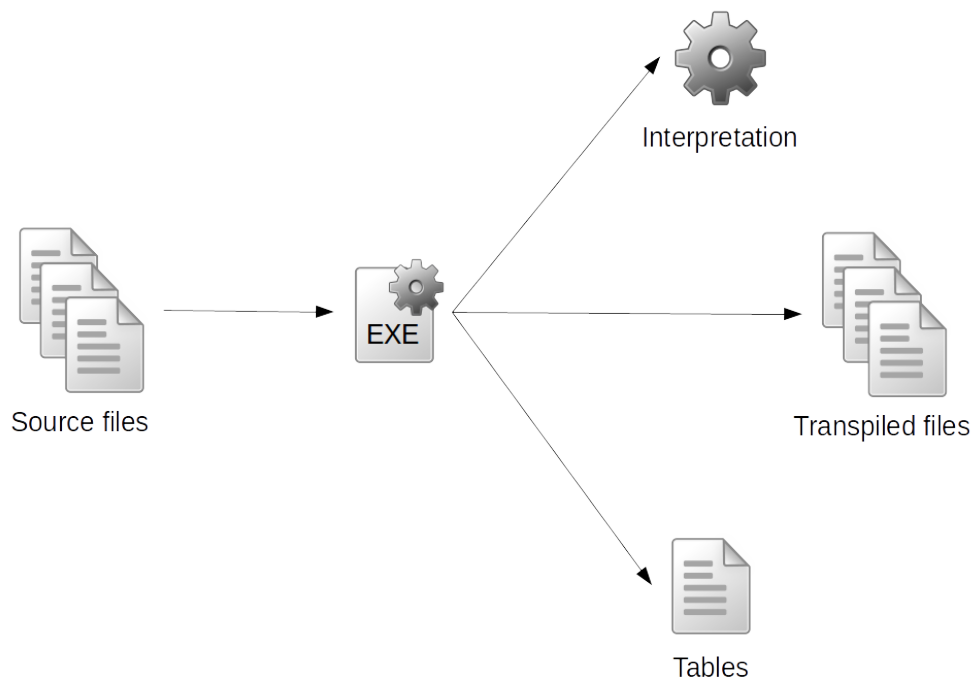 Interpretation
Source files
EXE
Transpiled files
Tables